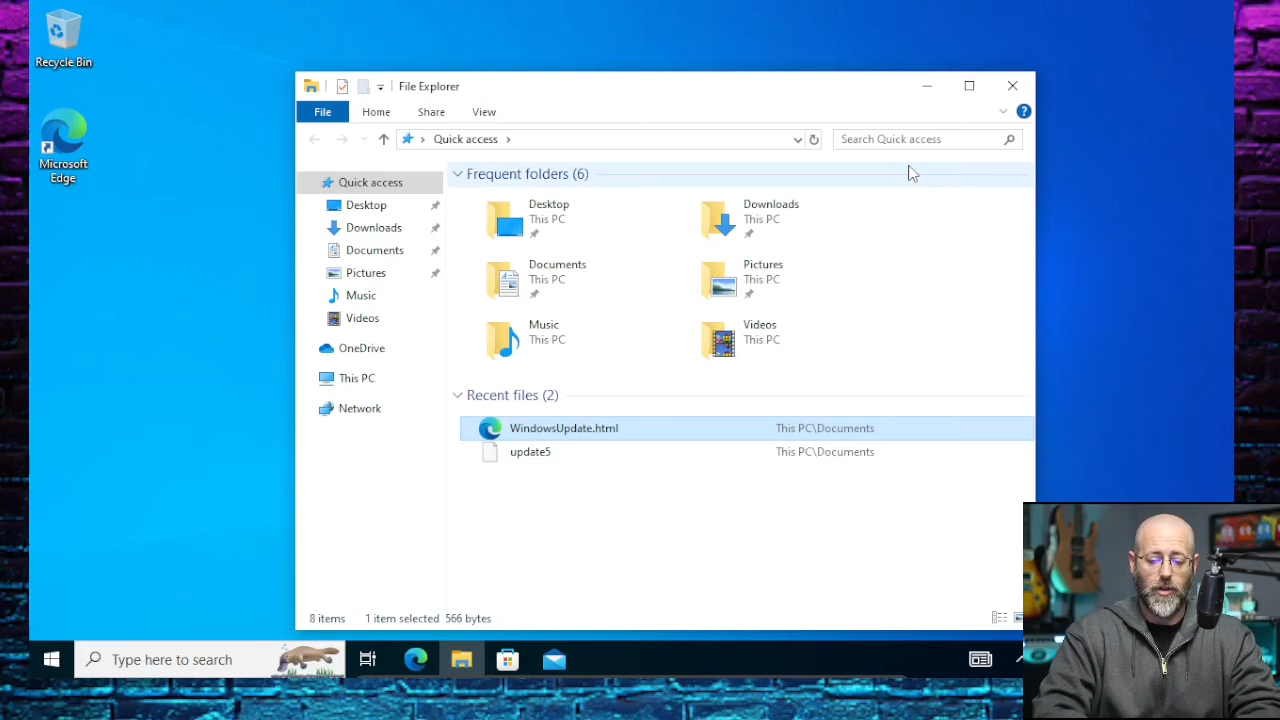 Recycle Bin
Microsoft
Edge
File Explorer
File
Home
Share
View
Quick access
Search Quick access
Quick access
Desktop
Downloads
Documents
Pictures
Music
Videos
OneDrive
This PC
Network
Frequent folders (6)
Desktop
This PC
Downloads
This PC
Documents
This PC
Pictures
This PC
Music
This PC
Videos
This PC
Recent files (2)
WindowsUpdate.html
This PC\Documents
update5
This PC\Documents
8 items
1 item selected 566 bytes
Type here to search